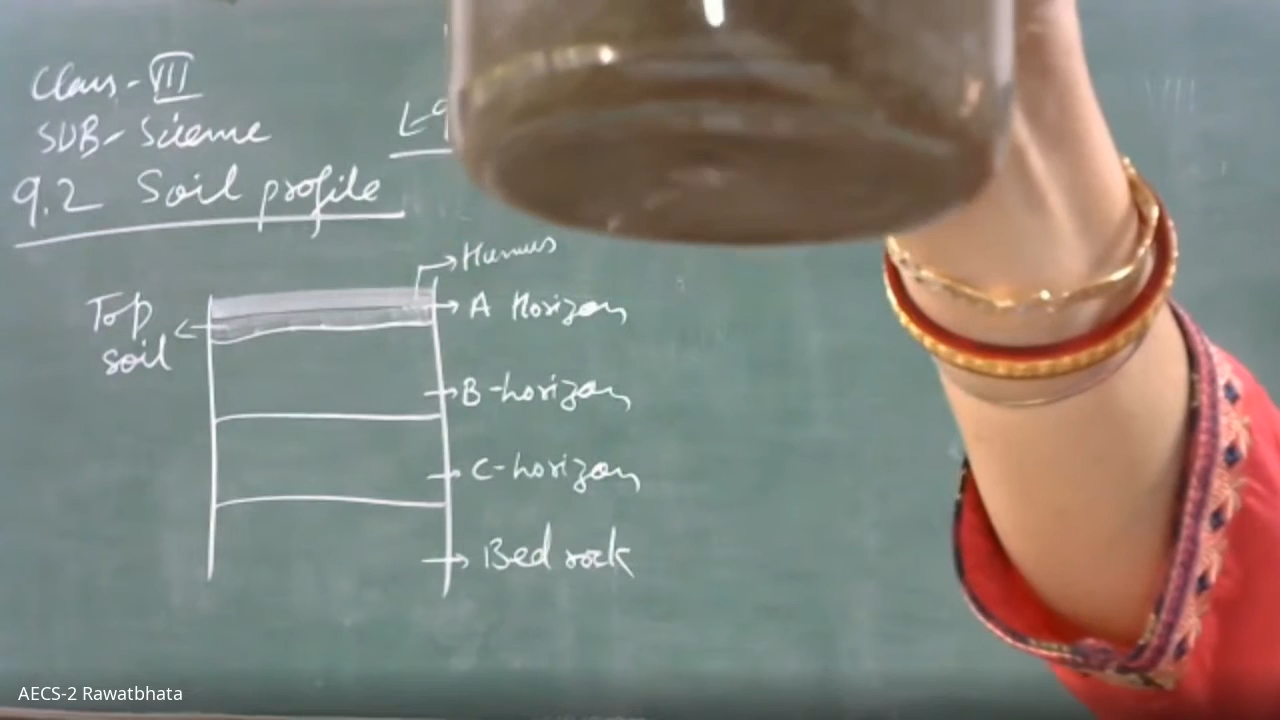 Class - VII
SUB - Science
L-9
9.2 Soil profile
Humus
Top soil
A Horizon
B-horizon
C-horizon
Bed rock
AECS-2 Rawatbhata